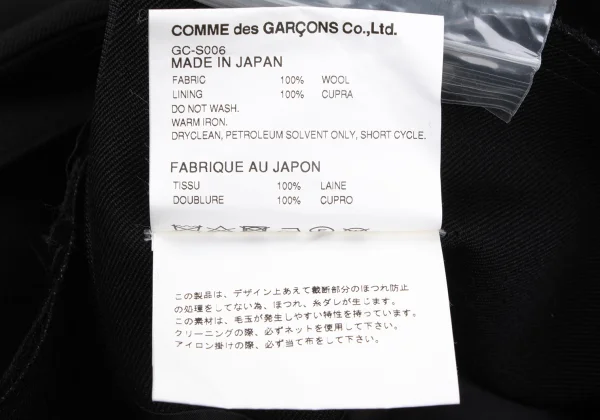 COMME des GARÇONS Co.,Ltd.
GC-S006
MADE IN JAPAN
FABRIC 100% WOOL
LINING 100% CUPRA
DO NOT WASH.
WARM IRON.
DRYCLEAN, PETROLEUM SOLVENT ONLY, SHORT CYCLE.
FABRIQUE AU JAPON
TISSU 100% LAINE
DOUBLURE 100% CUPRO
この製品は、デザイン上あえて裁断部分のほつれ防止
の処理をしてない為、ほつれ、糸ダレが生じます。
この素材は、毛玉が発生しやすい特性を持っています。
クリーニングの際、必ずネットを使用して下さい。
アイロン掛けの際、必ず当て布をして下さい。